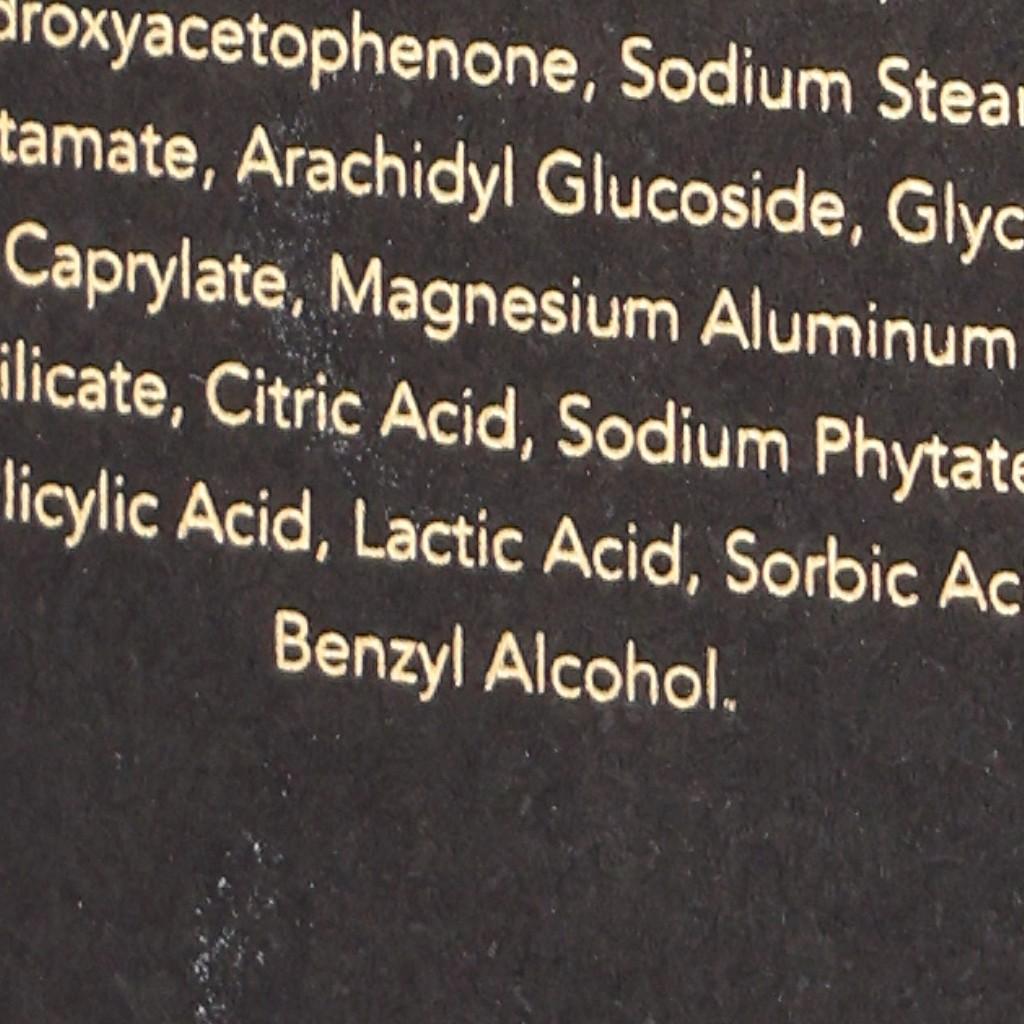 droxyacetophenone, Sodium Stear
tamate, Arachidyl Glucoside, Glyc
Caprylate, Magnesium Aluminum
ilicate, Citric Acid, Sodium Phytate
licylic Acid, Lactic Acid, Sorbic Ac
Benzyl Alcohol.